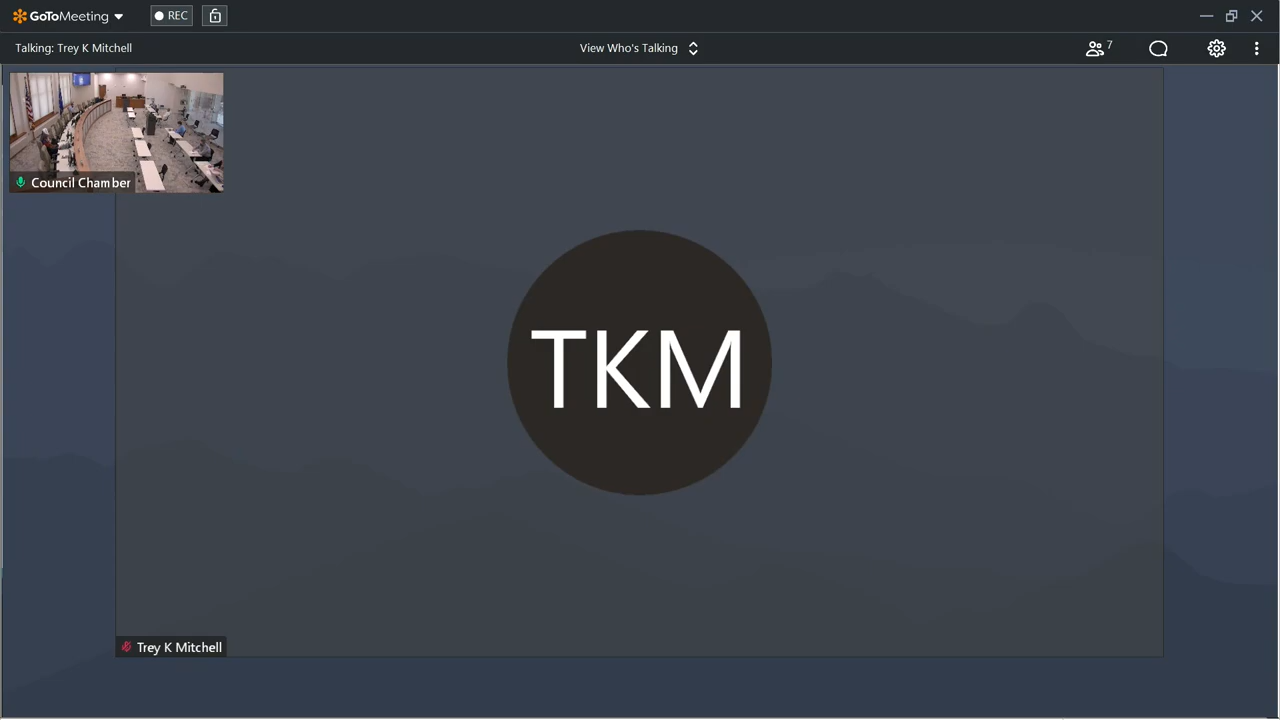 GoToMeeting
REC
Talking: Trey K Mitchell
View Who's Talking
7
Council Chamber
TKM
Trey K Mitchell